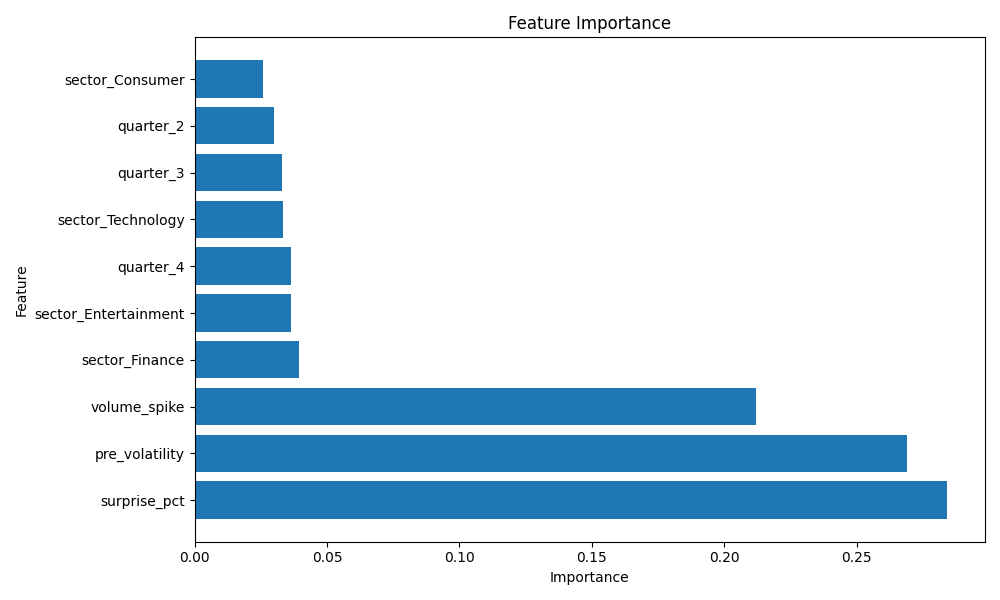 Feature Importance
Feature
sector_Consumer
quarter_2
quarter_3
sector_Technology
quarter_4
sector_Entertainment
sector_Finance
volume_spike
pre_volatility
surprise_pct
0.00 0.05 0.10 0.15 0.20 0.25
Importance